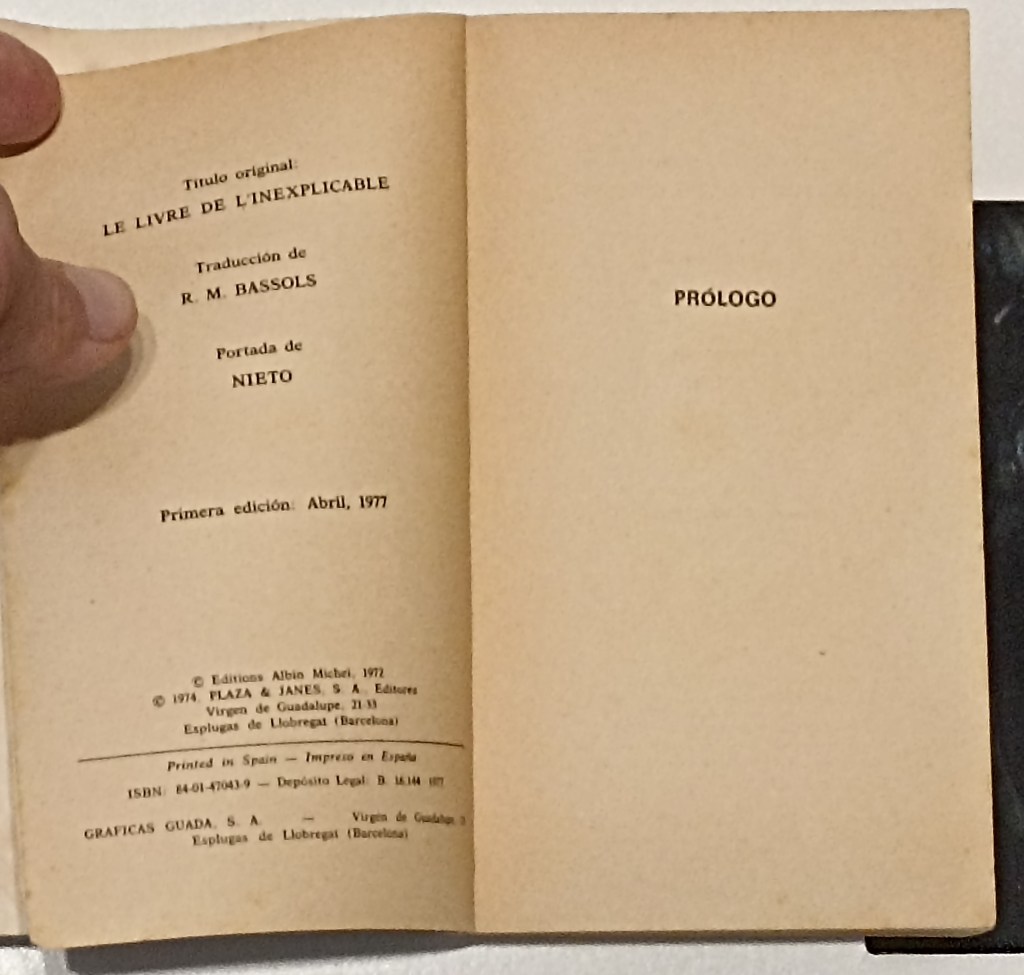 Título original:
LE LIVRE DE L'INEXPLICABLE
Traducción de
R. M. BASSOLS
Portada de
NIETO
Primera edición: Abril, 1977
© Editions Albin Michel, 1972
© 1974, PLAZA & JANES, S. A., Editores
Virgen de Guadalupe, 21-33
Esplugas de Llobregat (Barcelona)
Printed in Spain — Impreso en España
ISBN: 84-01-47043-9 — Depósito Legal: B. 16.144 - 1977
GRAFICAS GUADA, S. A. — Virgen de Guadalupe,
Esplugas de Llobregat (Barcelona)
PRÓLOGO